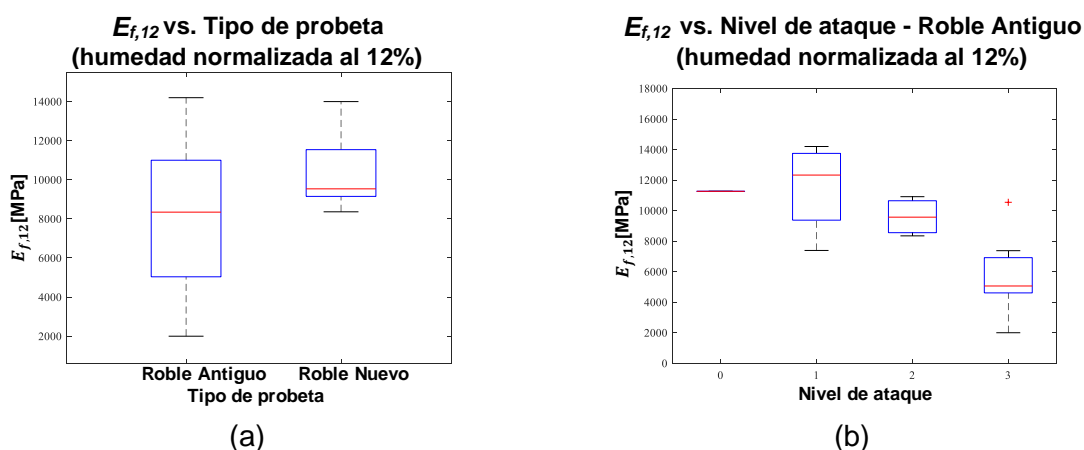 E_f,12 vs. Tipo de probeta
(humedad normalizada al 12%)
E_f,12[MPa]
14000
12000
10000
8000
6000
4000
2000
Roble Antiguo Roble Nuevo
Tipo de probeta
(a)
E_f,12 vs. Nivel de ataque - Roble Antiguo
(humedad normalizada al 12%)
E_f,12[MPa]
18000
16000
14000
12000
10000
8000
6000
4000
2000
0
0 1 2 3
Nivel de ataque
(b)